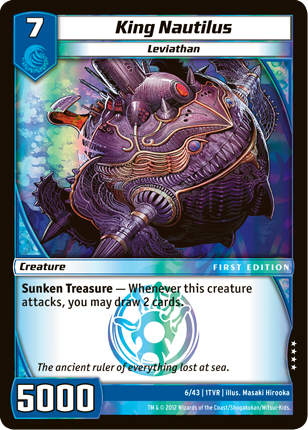 7
King Nautilus
Leviathan
Creature
FIRST EDITION
Sunken Treasure — Whenever this creature
attacks, you may draw 2 cards.
The ancient ruler of everything lost at sea.
5000
6/43 | 1TVR | illus. Masaki Hirooka
TM & © 2012 Wizards of the Coast/Shogakukan/Mitsui-Kids.